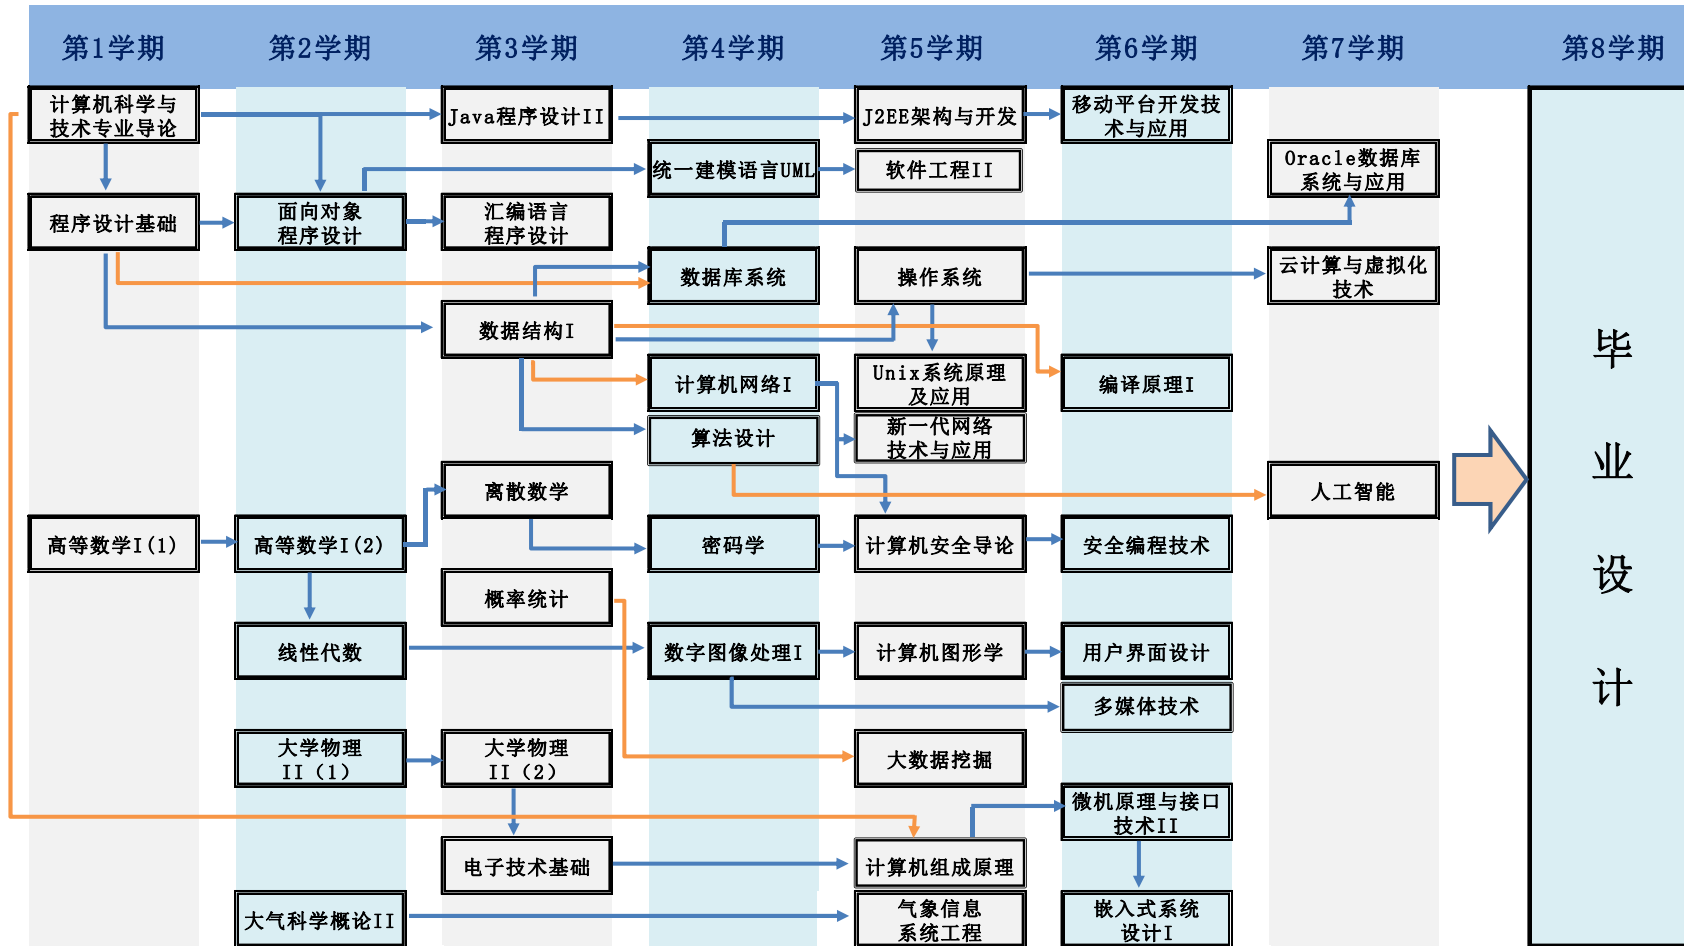 第1学期
第2学期
第3学期
第4学期
第5学期
第6学期
第7学期
第8学期
计算机科学与
技术专业导论
Java程序设计II
J2EE架构与开发
移动平台开发技
术与应用
统一建模语言UML
软件工程II
Oracle数据库
系统与应用
程序设计基础
面向对象
程序设计
汇编语言
程序设计
数据库系统
操作系统
云计算与虚拟化
技术
数据结构I
计算机网络I
Unix系统原理
及应用
编译原理I
算法设计
新一代网络
技术与应用
离散数学
人工智能
高等数学I(1)
高等数学I(2)
密码学
计算机安全导论
安全编程技术
概率统计
线性代数
数字图像处理I
计算机图形学
用户界面设计
多媒体技术
大学物理
II（1）
大学物理
II（2）
大数据挖掘
微机原理与接口
技术II
电子技术基础
计算机组成原理
大气科学概论II
气象信息
系统工程
嵌入式系统
设计I
毕
业
设
计